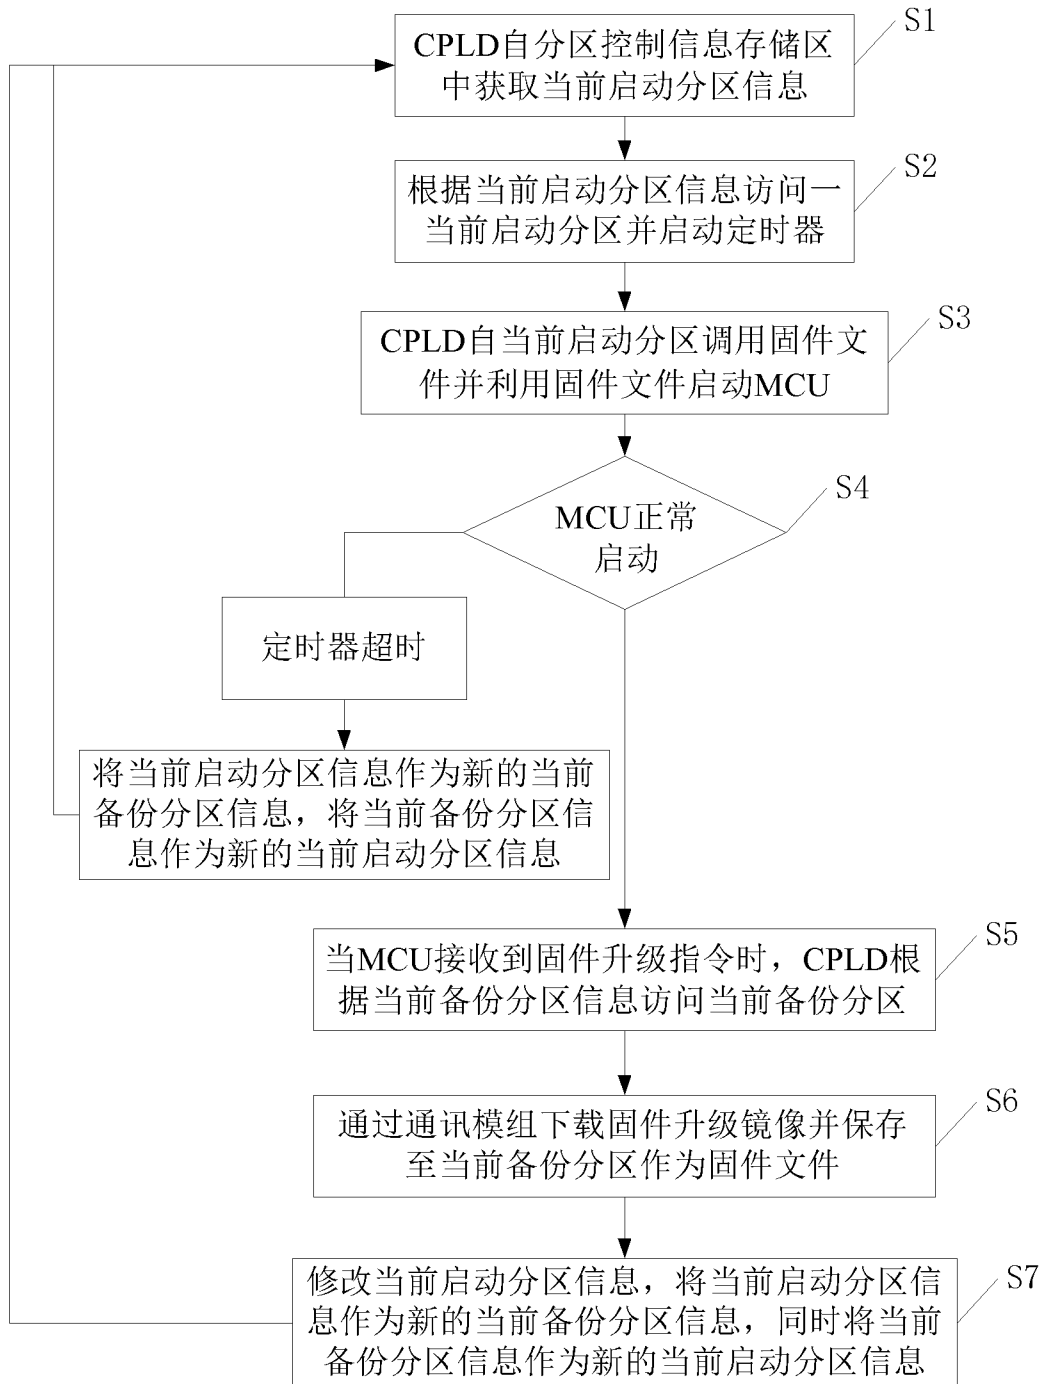 S1
CPLD自分区控制信息存储区
中获取当前启动分区信息
S2
根据当前启动分区信息访问一
当前启动分区并启动定时器
S3
CPLD自当前启动分区调用固件文
件并利用固件文件启动MCU
S4
MCU正常
启动
定时器超时
将当前启动分区信息作为新的当前
备份分区信息，将当前备份分区信
息作为新的当前启动分区信息
S5
当MCU接收到固件升级指令时，CPLD根
据当前备份分区信息访问当前备份分区
S6
通过通讯模组下载固件升级镜像并保存
至当前备份分区作为固件文件
S7
修改当前启动分区信息，将当前启动分区信
息作为新的当前备份分区信息，同时将当前
备份分区信息作为新的当前启动分区信息